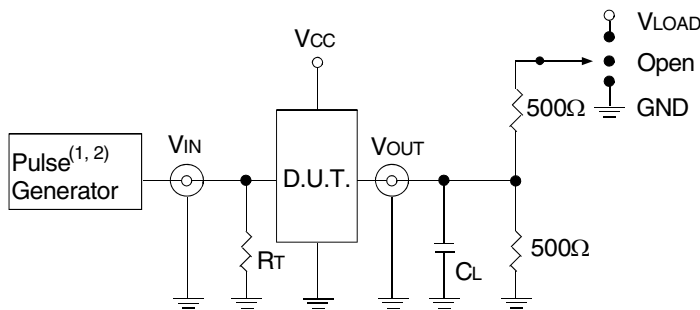 VLOAD
VCC
Open
500Ω
GND
VIN
VOUT
Pulse(1, 2)
Generator
D.U.T.
RT
CL
500Ω